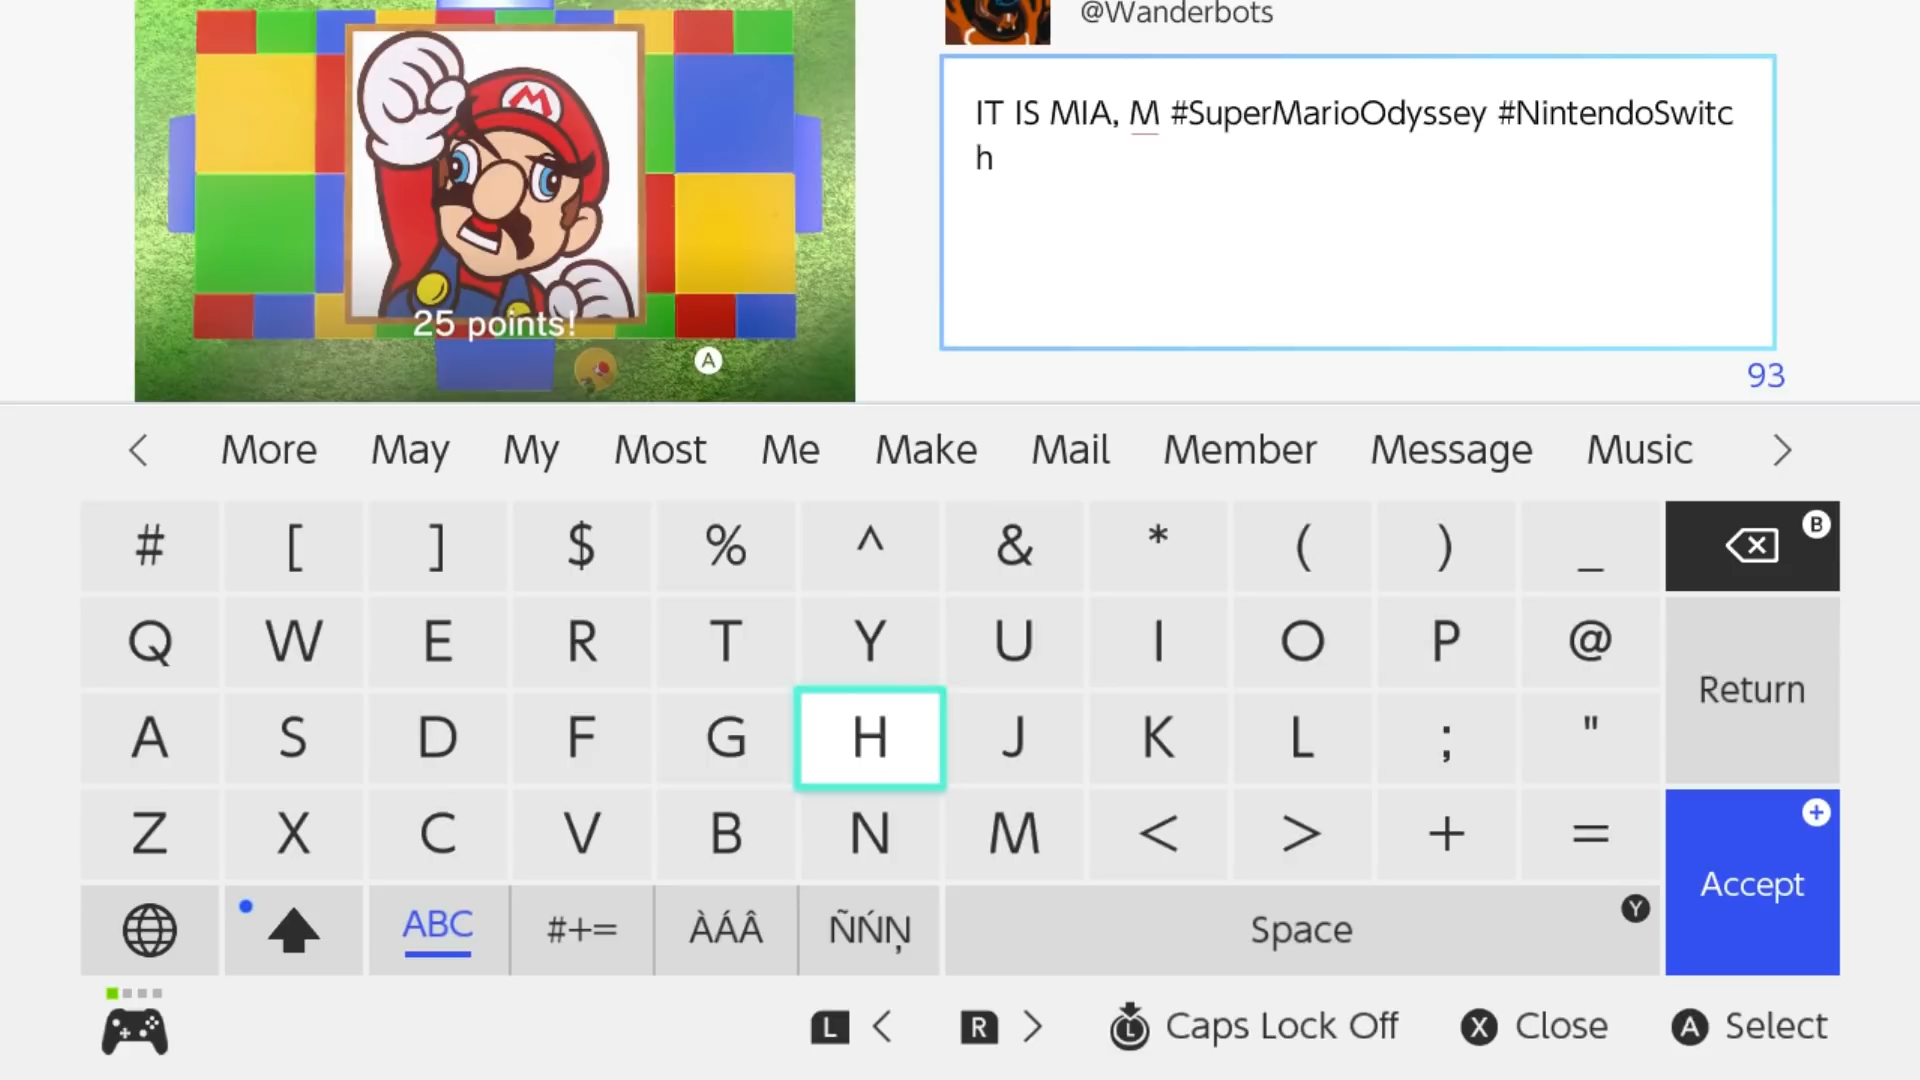 @Wanderbots
IT IS MIA, M #SuperMarioOdyssey #NintendoSwitc
h
M
25 points!
A
93
< More May My Most Me Make Mail Member Message Music >
# [ ] $ % ^ & * ( ) _ B
Q W E R T Y U I O P @
Return
A S D F G H J K L ; "
Z X C V B N M < > + =
+
Accept
ABC #+= ÀÁÂ ÑŃŅ Space Y
L < R > L Caps Lock Off X Close A Select